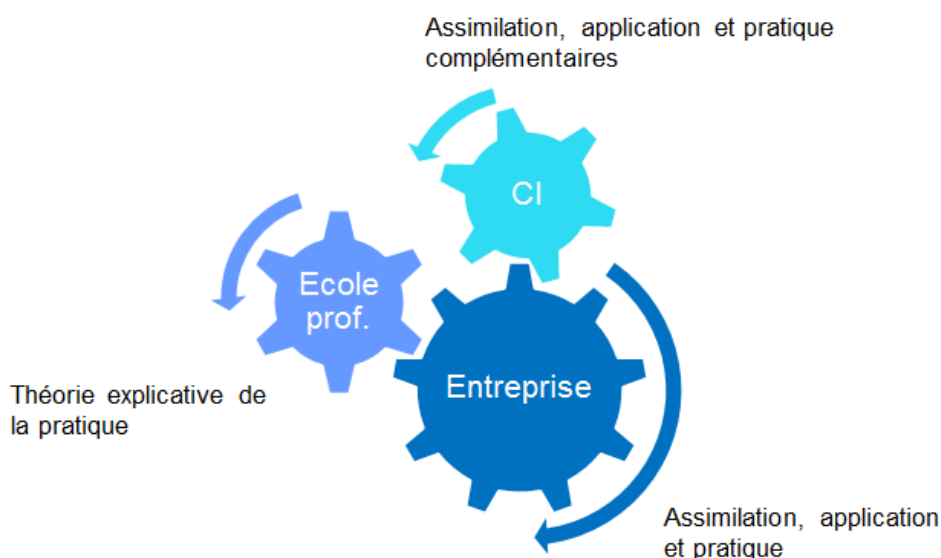 Assimilation, application et pratique
complémentaires
CI
Ecole
prof.
Entreprise
Théorie explicative de
la pratique
Assimilation, application
et pratique